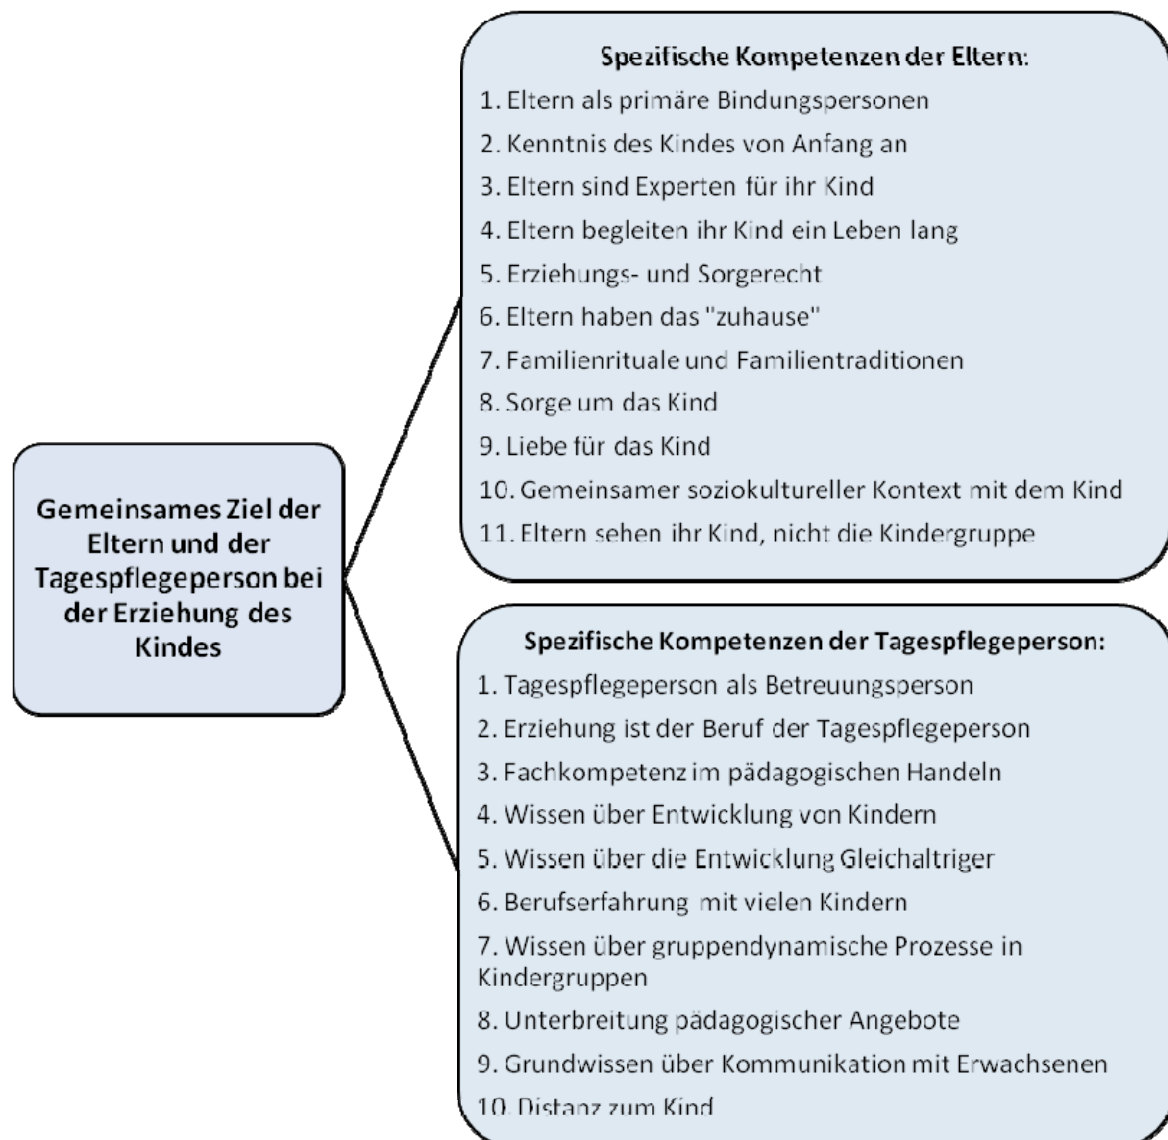 Spezifische Kompetenzen der Eltern:
1. Eltern als primäre Bindungspersonen
2. Kenntnis des Kindes von Anfang an
3. Eltern sind Experten für ihr Kind
4. Eltern begleiten ihr Kind ein Leben lang
5. Erziehungs- und Sorgerecht
6. Eltern haben das "zuhause"
7. Familienrituale und Familientraditionen
8. Sorge um das Kind
9. Liebe für das Kind
10. Gemeinsamer soziokultureller Kontext mit dem Kind
11. Eltern sehen ihr Kind, nicht die Kindergruppe
Gemeinsames Ziel der
Eltern und der
Tagespflegeperson bei
der Erziehung des
Kindes
Spezifische Kompetenzen der Tagespflegeperson:
1. Tagespflegeperson als Betreuungsperson
2. Erziehung ist der Beruf der Tagespflegeperson
3. Fachkompetenz im pädagogischen Handeln
4. Wissen über Entwicklung von Kindern
5. Wissen über die Entwicklung Gleichaltriger
6. Berufserfahrung mit vielen Kindern
7. Wissen über gruppendynamische Prozesse in
Kindergruppen
8. Unterbreitung pädagogischer Angebote
9. Grundwissen über Kommunikation mit Erwachsenen
10. Distanz zum Kind